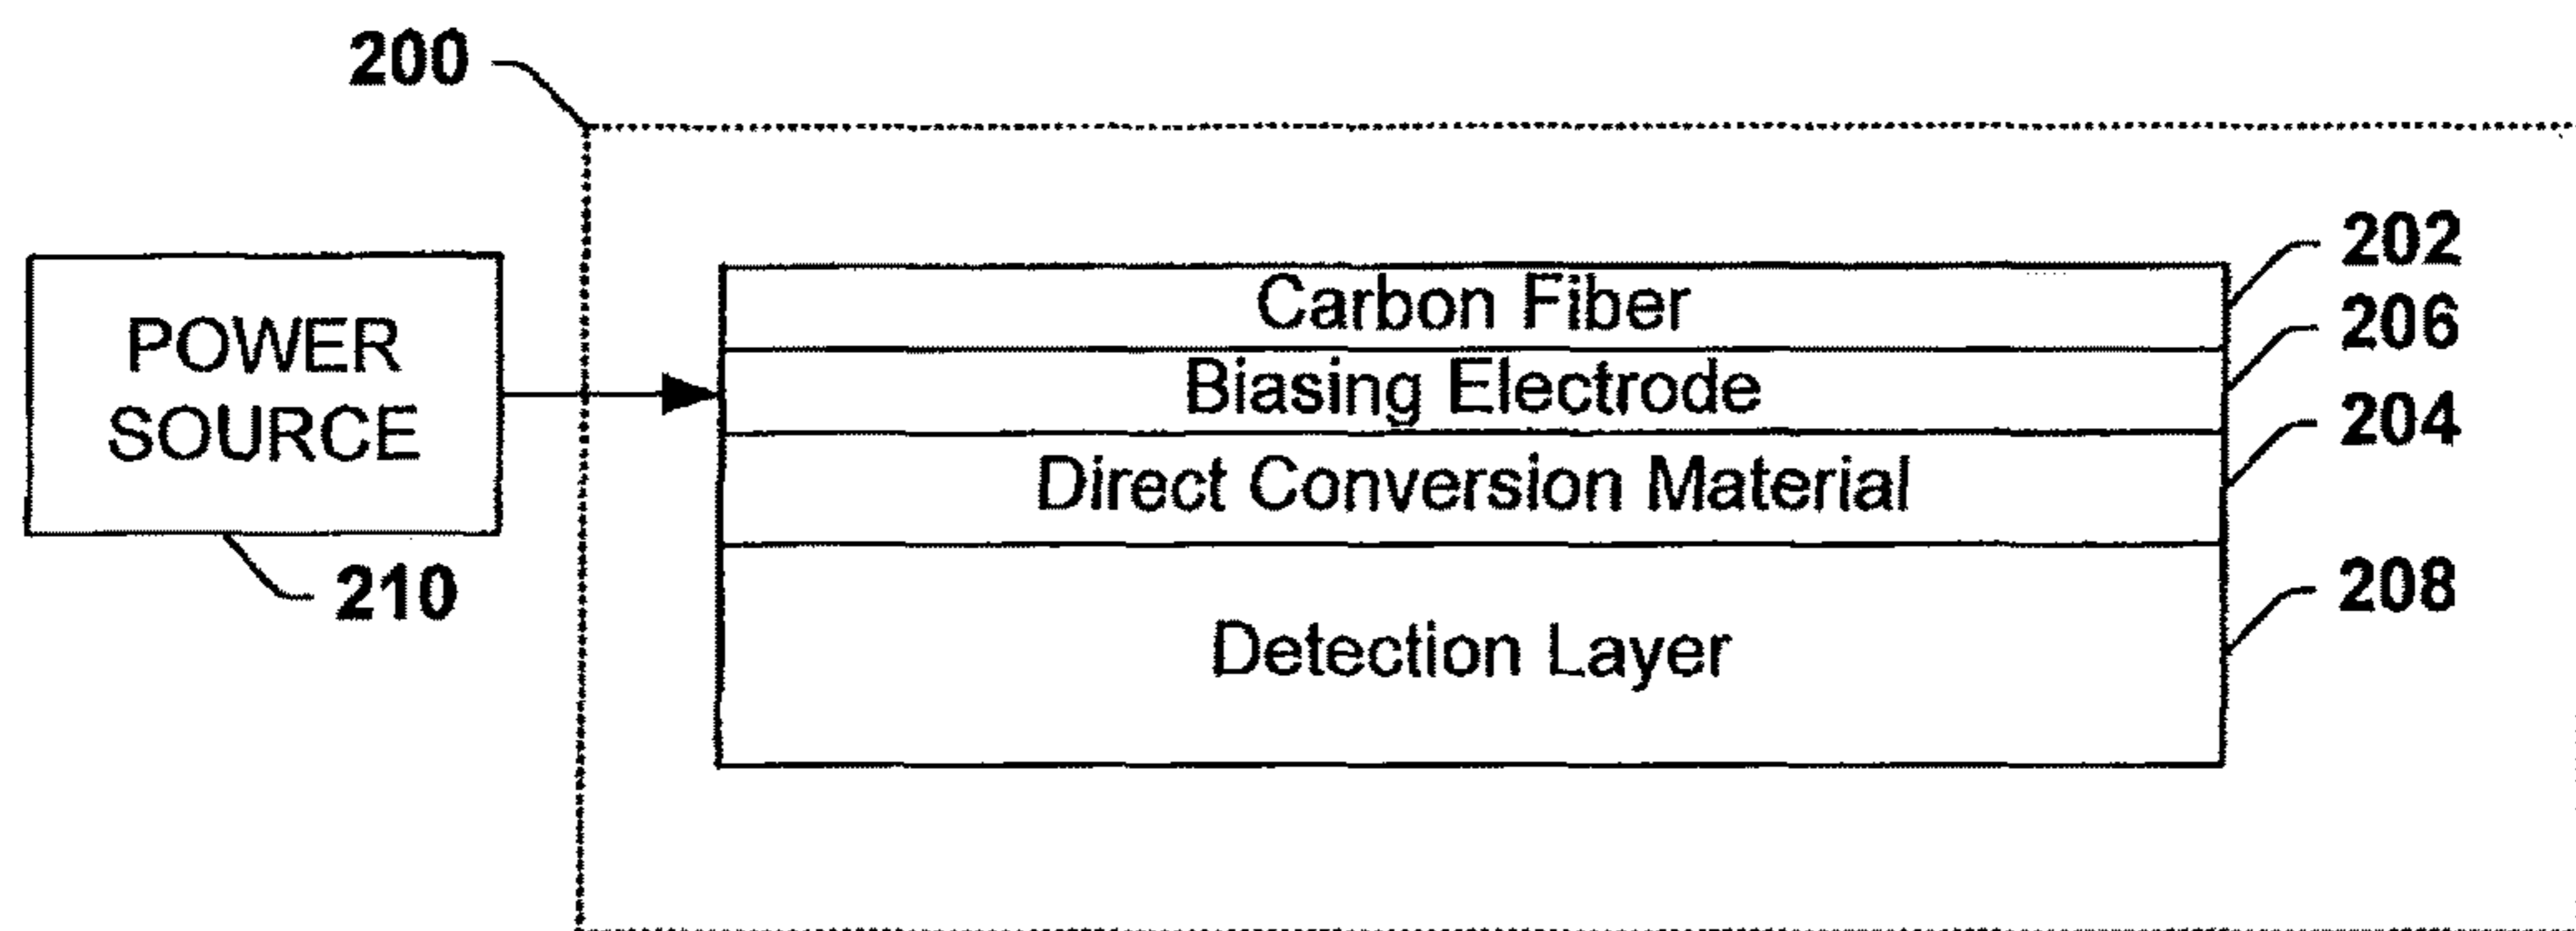 200
202
Carbon Fiber
206
POWER
SOURCE
Biasing Electrode
204
Direct Conversion Material
210
208
Detection Layer